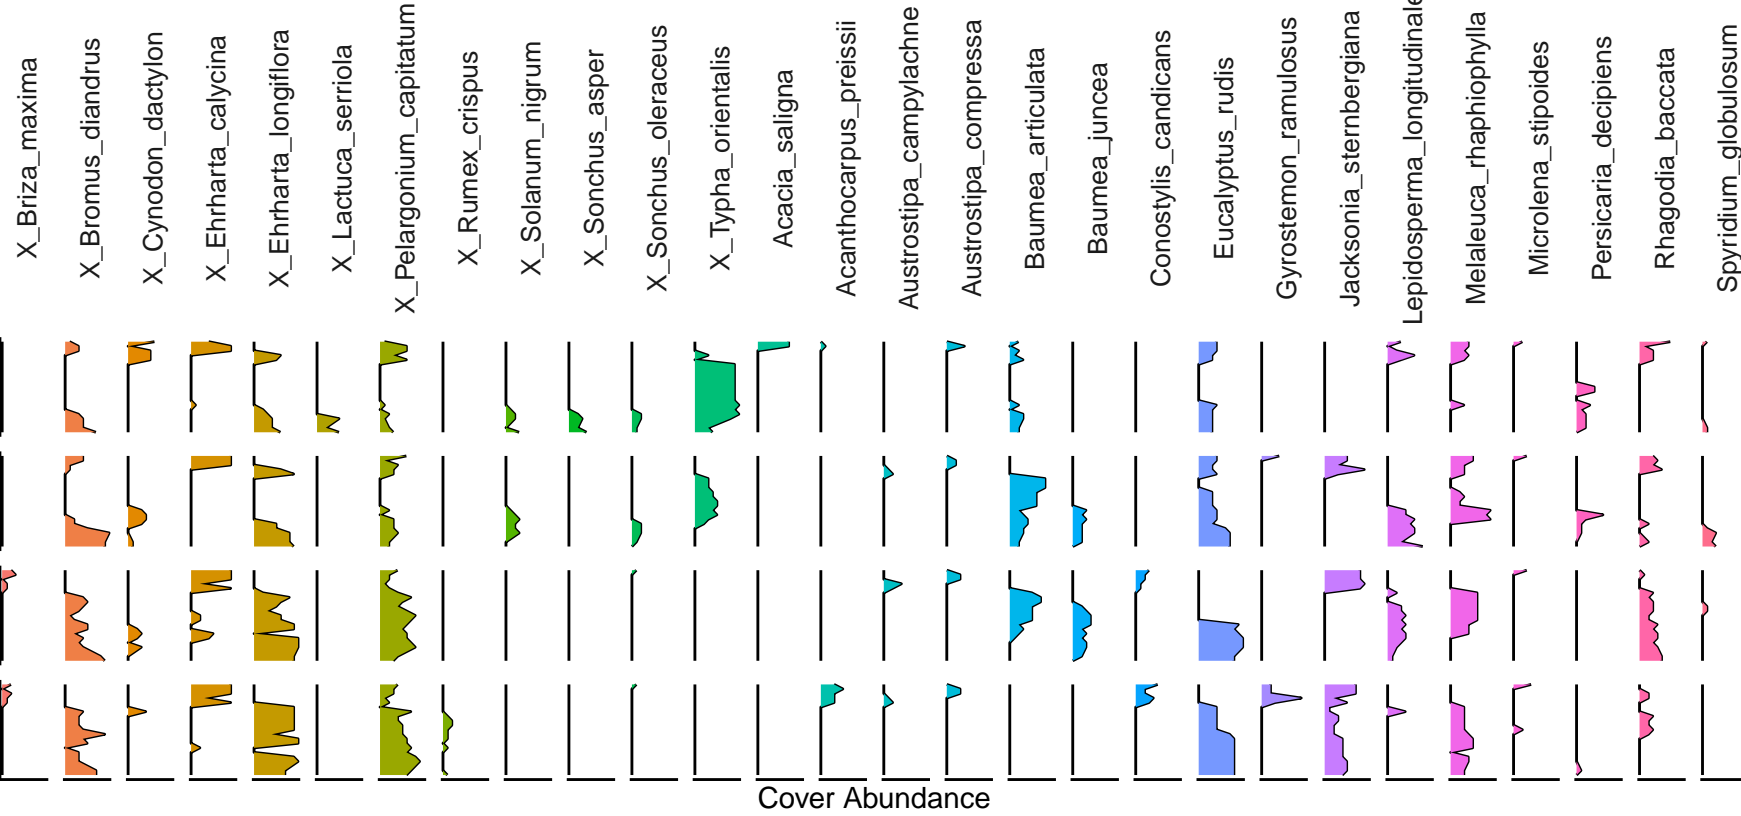 X_Briza_maxima
X_Bromus_diandrus
X_Cynodon_dactylon
X_Ehrharta_calycina
X_Ehrharta_longiflora
X_Lactuca_serriola
X_Pelargonium_capitatum
X_Rumex_crispus
X_Solanum_nigrum
X_Sonchus_asper
X_Sonchus_oleraceus
X_Typha_orientalis
Acacia_saligna
Acanthocarpus_preissii
Austrostipa_campylachne
Austrostipa_compressa
Baumea_articulata
Baumea_juncea
Conostylis_candicans
Eucalyptus_rudis
Gyrostemon_ramulosus
Jacksonia_sternbergiana
Lepidosperma_longitudinale
Melaleuca_rhaphiophylla
Microlena_stipoides
Persicaria_decipiens
Rhagodia_baccata
Spyridium_globulosum
Cover Abundance